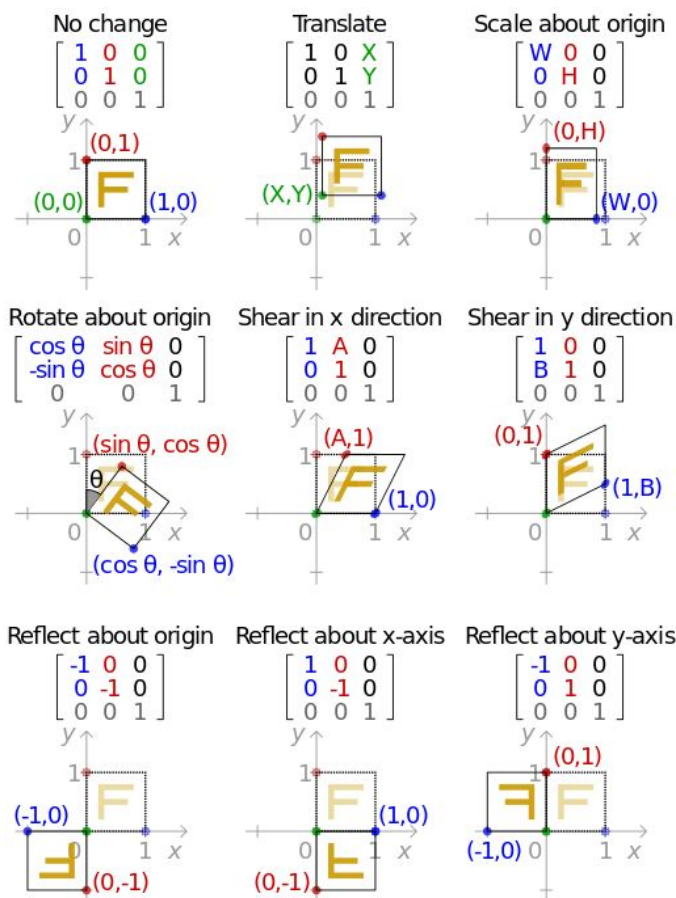 No change
1 0 0
0 1 0
0 0 1
y
(0,1)
1
F
(0,0)
(1,0)
0 1 x
Translate
1 0 X
0 1 Y
0 0 1
y
1
F
F
(X,Y)
0 1 x
Scale about origin
W 0 0
0 H 0
0 0 1
y
(0,H)
1
F
F
(W,0)
0 1 x
Rotate about origin
cos θ sin θ 0
-sin θ cos θ 0
0 0 1
y
(sin θ, cos θ)
1
θ
F
F
0 1 x
(cos θ, -sin θ)
Shear in x direction
1 A 0
0 1 0
0 0 1
y
(A,1)
1
F
F
(1,0)
0 1 x
Shear in y direction
1 0 0
B 1 0
0 0 1
y
(0,1)
1
F
F
(1,B)
0 1 x
Reflect about origin
-1 0 0
0 -1 0
0 0 1
y
1
F
(-1,0)
0 1 x
F
(0,-1)
Reflect about x-axis
1 0 0
0 -1 0
0 0 1
y
1
F
(1,0)
0 1 x
F
(0,-1)
Reflect about y-axis
-1 0 0
0 1 0
0 0 1
y
(0,1)
1
F
F
(-1,0)
0 1 x